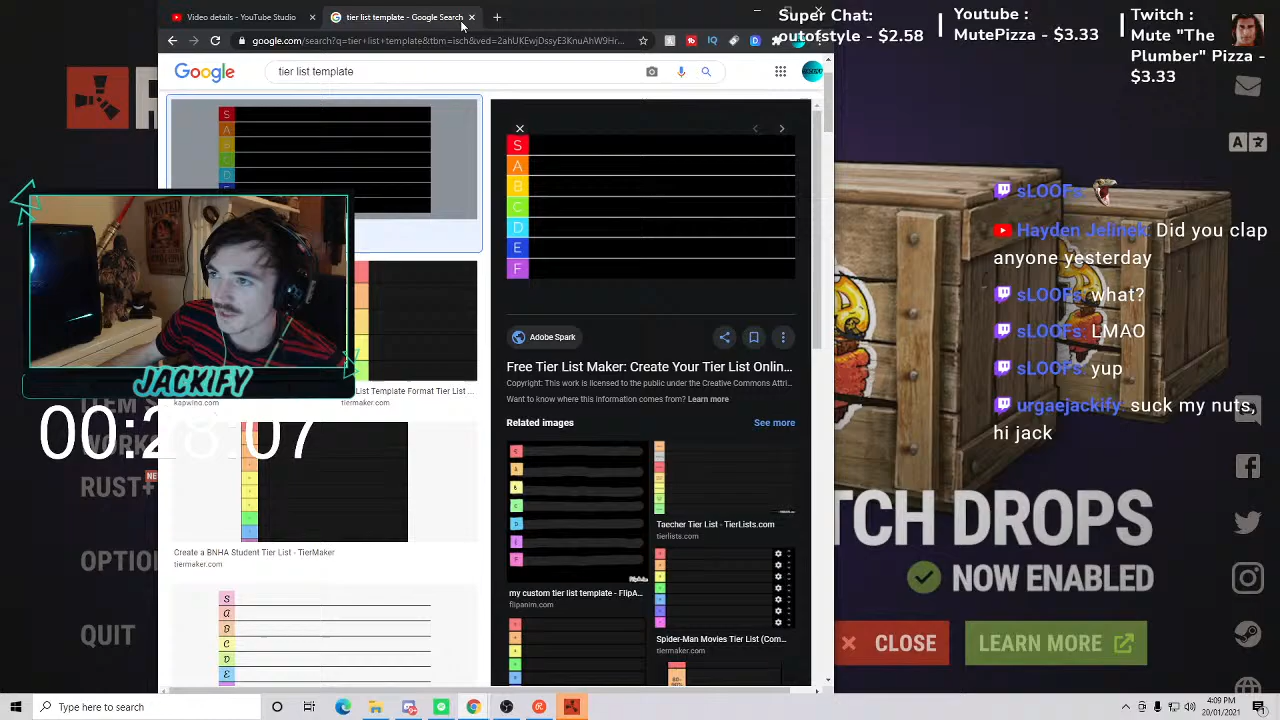 Video details - YouTube Studio
tier list template - Google Search
google.com/search?q=tier+list+template&tbm=isch&ved=2ahUKEwjDssyE3KnuAhW9Hr...
Google
tier list template
S
A
B
C
D
E
S
A
B
C
D
E
F
Adobe Spark
Free Tier List Maker: Create Your Tier List Onlin...
Copyright: This work is licensed to the public under the Creative Commons Attri...
Want to know where this information comes from? Learn more
Related images
See more
List Template Format Tier List ...
kapwing.com
tiermaker.com
Create a BNHA Student Tier List - TierMaker
tiermaker.com
S
A
B
C
D
E
my custom tier list template - FlipA...
flipanim.com
Taecher Tier List - TierLists.com
tierlists.com
Spider-Man Movies Tier List (Com...
tiermaker.com
JACKIFY
00:28:07
ITEM
WORK
NEW
RUST+
OPTIO
QUIT
Super Chat:
outofstyle - $2.58
Youtube :
MutePizza - $3.33
Twitch :
Mute "The
Plumber" Pizza -
$3.33
sLOOFs:
Hayden Jelinek: Did you clap
anyone yesterday
sLOOFs: what?
sLOOFs: LMAO
sLOOFs: yup
urgaejackify: suck my nuts,
hi jack
TCH DROPS
NOW ENABLED
CLOSE
LEARN MORE
Type here to search
4:09 PM
20/01/2021